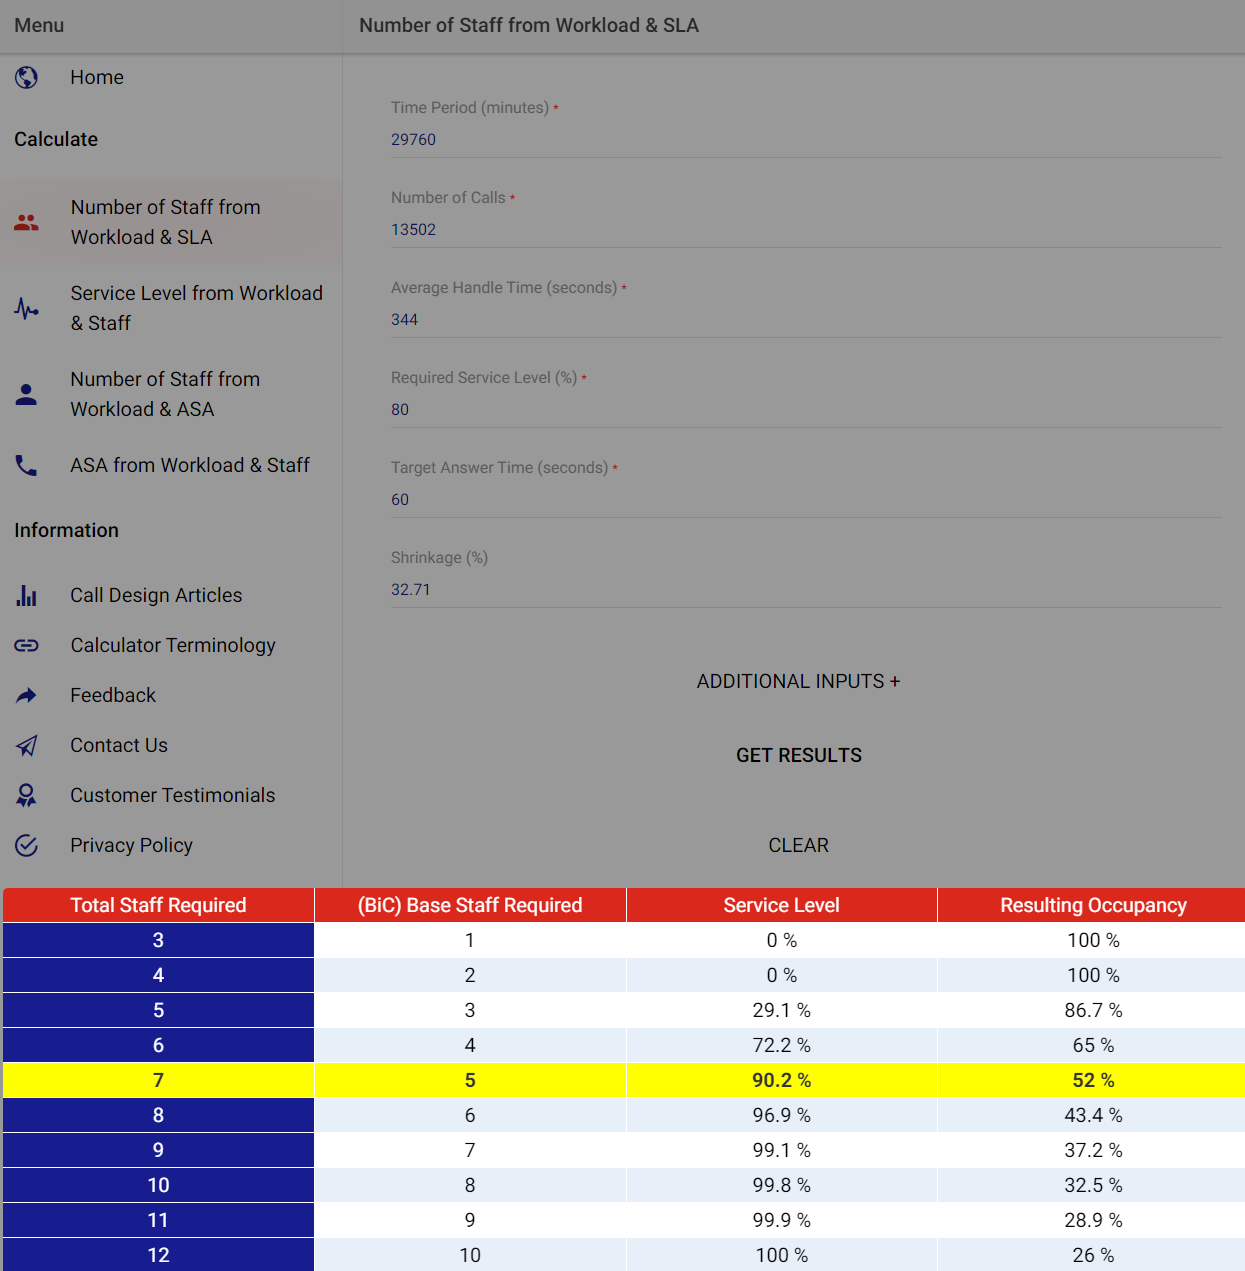 Menu
Number of Staff from Workload & SLA
Home
Calculate
Number of Staff from
Workload & SLA
Service Level from Workload
& Staff
Number of Staff from
Workload & ASA
ASA from Workload & Staff
Information
Call Design Articles
Calculator Terminology
Feedback
Contact Us
Customer Testimonials
Privacy Policy
Time Period (minutes) *
29760
Number of Calls *
13502
Average Handle Time (seconds) *
344
Required Service Level (%) *
80
Target Answer Time (seconds) *
60
Shrinkage (%)
32.71
ADDITIONAL INPUTS +
GET RESULTS
CLEAR
Total Staff Required (BiC) Base Staff Required Service Level Resulting Occupancy
3 1 0 % 100 %
4 2 0 % 100 %
5 3 29.1 % 86.7 %
6 4 72.2 % 65 %
7 5 90.2 % 52 %
8 6 96.9 % 43.4 %
9 7 99.1 % 37.2 %
10 8 99.8 % 32.5 %
11 9 99.9 % 28.9 %
12 10 100 % 26 %